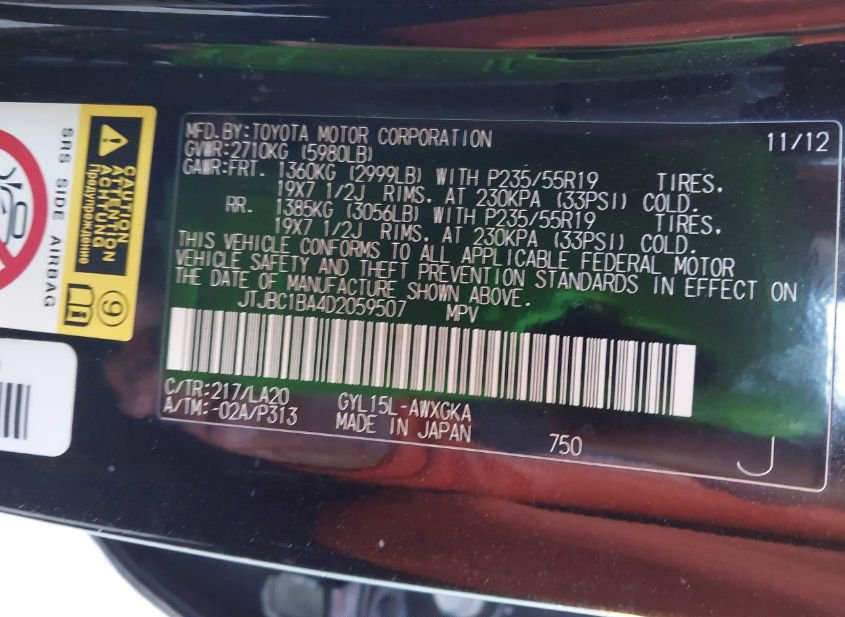 MFD.BY:TOYOTA MOTOR CORPORATION 11/12
GVWR:2710KG (5980LB)
GAWR:FRT. 1360KG (2999LB) WITH P235/55R19 TIRES,
19X7 1/2J RIMS, AT 230KPA (33PSI) COLD.
RR. 1385KG (3056LB) WITH P235/55R19 TIRES,
19X7 1/2J RIMS, AT 230KPA (33PSI) COLD.
THIS VEHICLE CONFORMS TO ALL APPLICABLE FEDERAL MOTOR
VEHICLE SAFETY AND THEFT PREVENTION STANDARDS IN EFFECT ON
THE DATE OF MANUFACTURE SHOWN ABOVE.
JTJBC1BA4D2059507 MPV
C/TR:217/LA20 GYL15L-AWXGKA
A/TM:-02A/P313 MADE IN JAPAN
750 J
CAUTION
ATTENTION
ACHTUNG
Предупреждение
SRS SIDE AIRBAG
9